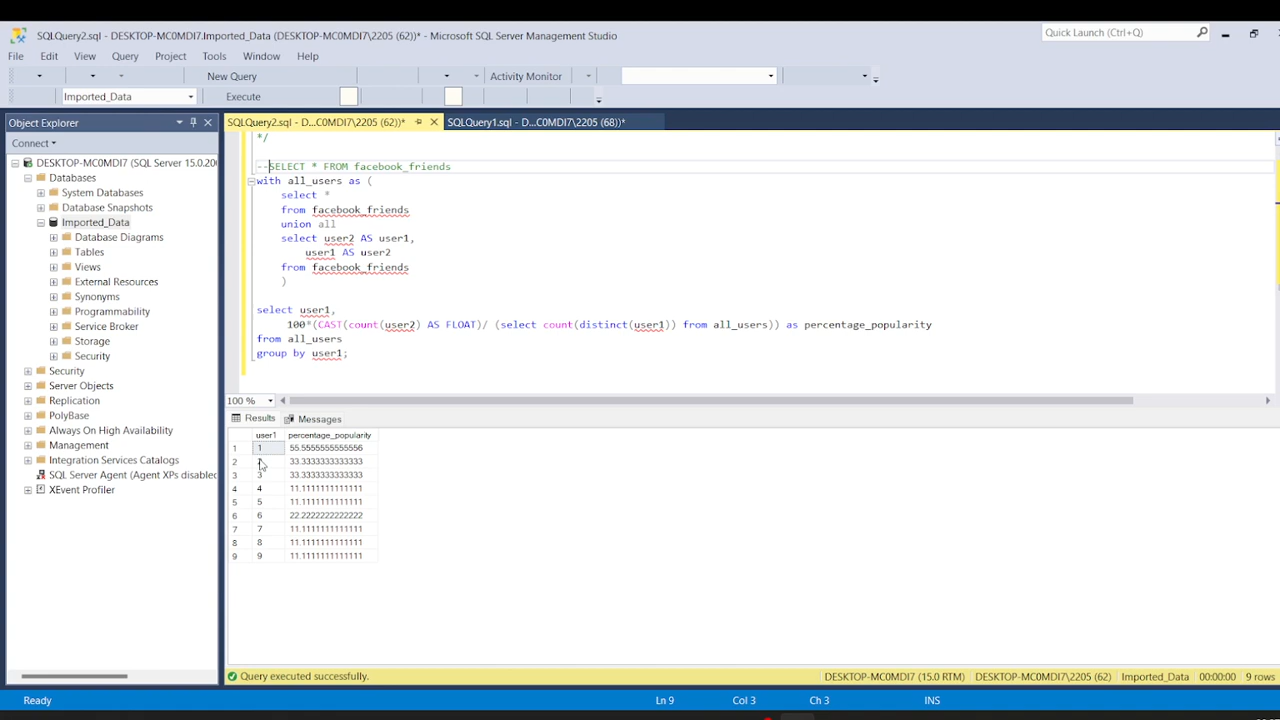 SQLQuery2.sql - DESKTOP-MC0MDI7.Imported_Data (DESKTOP-MC0MDI7\2205 (62))* - Microsoft SQL Server Management Studio
Quick Launch (Ctrl+Q)
File Edit View Query Project Tools Window Help
New Query Activity Monitor
Imported_Data Execute
Object Explorer
SQLQuery2.sql - D...C0MDI7\2205 (62))* SQLQuery1.sql - D...C0MDI7\2205 (68))*
Connect
DESKTOP-MC0MDI7 (SQL Server 15.0.200
Databases
System Databases
Database Snapshots
Imported_Data
Database Diagrams
Tables
Views
External Resources
Synonyms
Programmability
Service Broker
Storage
Security
Security
Server Objects
Replication
PolyBase
Always On High Availability
Management
Integration Services Catalogs
SQL Server Agent (Agent XPs disabled
XEvent Profiler
*/
--SELECT * FROM facebook_friends
with all_users as (
select *
from facebook_friends
union all
select user2 AS user1,
user1 AS user2
from facebook_friends
)
select user1,
100*(CAST(count(user2) AS FLOAT)/ (select count(distinct(user1)) from all_users)) as percentage_popularity
from all_users
group by user1;
100 %
Results Messages
user1 percentage_popularity
1 1 55.5555555555556
2 33.3333333333333
3 3 33.3333333333333
4 4 11.1111111111111
5 5 11.1111111111111
6 6 22.2222222222222
7 7 11.1111111111111
8 8 11.1111111111111
9 9 11.1111111111111
Query executed successfully. DESKTOP-MC0MDI7 (15.0 RTM) DESKTOP-MC0MDI7\2205 (62) Imported_Data 00:00:00 9 rows
Ready Ln 9 Col 3 Ch 3 INS